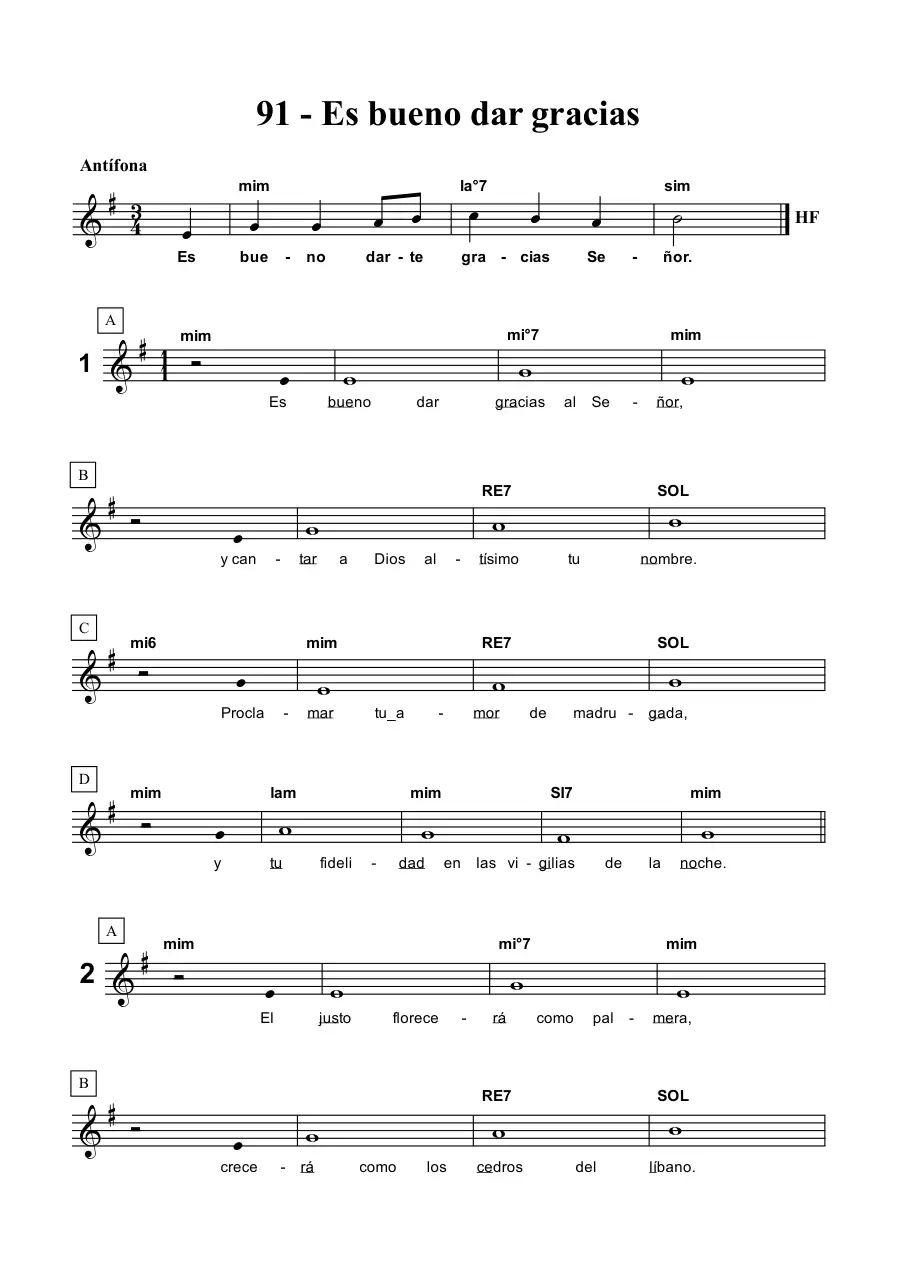 91 - Es bueno dar gracias
Antífona
mim la°7 sim
3
4
HF
Es bue - no dar - te gra - cias Se - ñor.
A
mim mi°7 mim
1
Es bueno dar gracias al Se - ñor,
B
RE7 SOL
y can - tar a Dios al - tísimo tu nombre.
C
mi6 mim RE7 SOL
Procla - mar tu_a - mor de madru - gada,
D
mim lam mim SI7 mim
y tu fideli - dad en las vi - gilias de la noche.
A
mim mi°7 mim
2
El justo florece - rá como pal - mera,
B
RE7 SOL
crece - rá como los cedros del líbano.